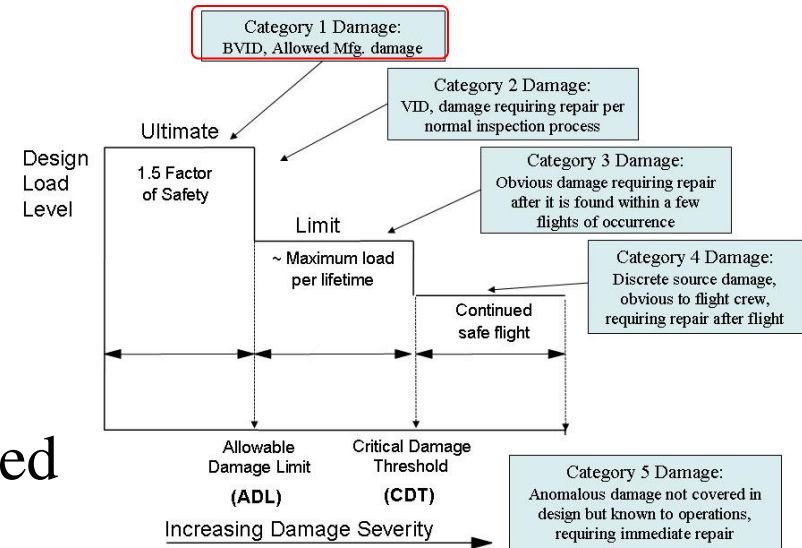 Category 1 Damage:
BVID, Allowed Mfg. damage
Category 2 Damage:
VID, damage requiring repair per
normal inspection process
Ultimate
Design
Load
Level
1.5 Factor
of Safety
Category 3 Damage:
Obvious damage requiring repair
after it is found within a few
flights of occurrence
Limit
~ Maximum load
per lifetime
Category 4 Damage:
Discrete source damage,
obvious to flight crew,
requiring repair after flight
Continued
safe flight
ed
Allowable
Damage Limit
(ADL)
Critical Damage
Threshold
(CDT)
Category 5 Damage:
Anomalous damage not covered in
design but known to operations,
requiring immediate repair
Increasing Damage Severity